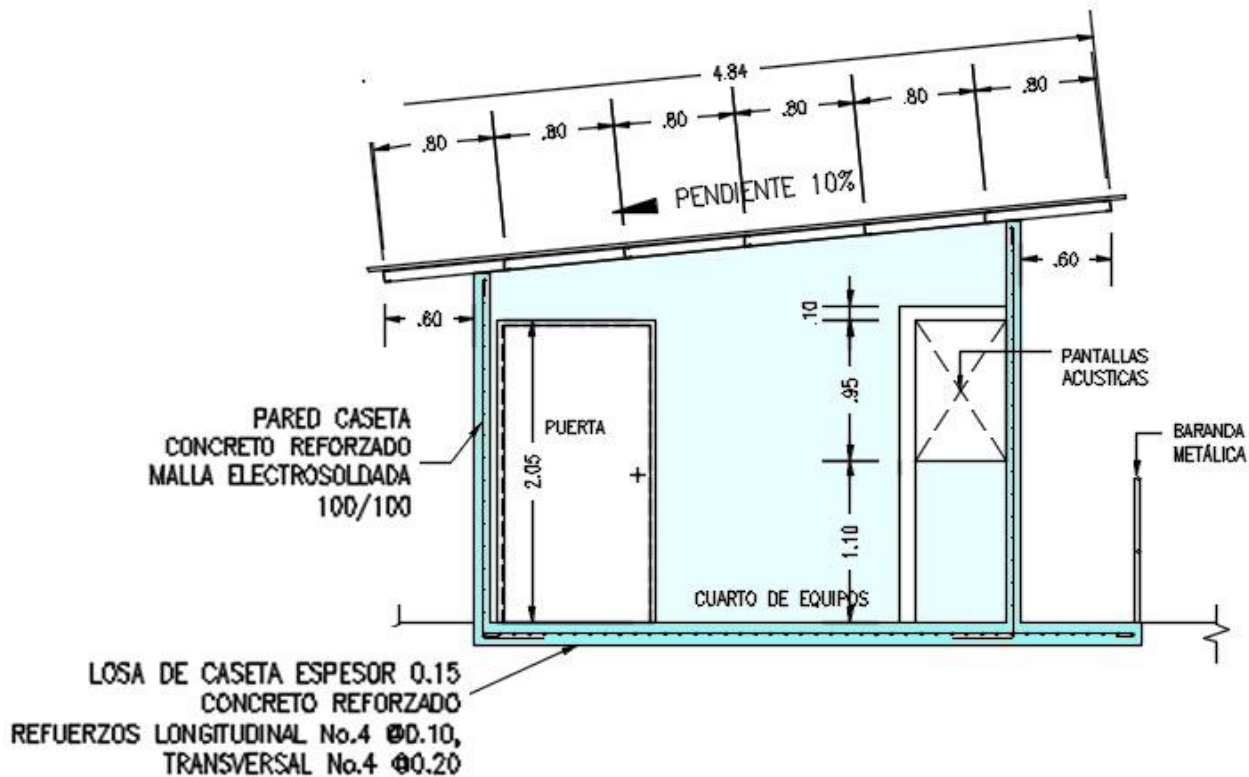 4.84
.80
.80
.80
.80
.80
.80
PENDIENTE 10%
.60
.60
.10
.95
1.10
2.05
PUERTA
PANTALLAS
ACUSTICAS
BARANDA
METÁLICA
PARED CASETA
CONCRETO REFORZADO
MALLA ELECTROSOLDADA
100/100
CUARTO DE EQUIPOS
LOSA DE CASETA ESPESOR 0.15
CONCRETO REFORZADO
REFUERZOS LONGITUDINAL No.4 @0.10,
TRANSVERSAL No.4 @0.20